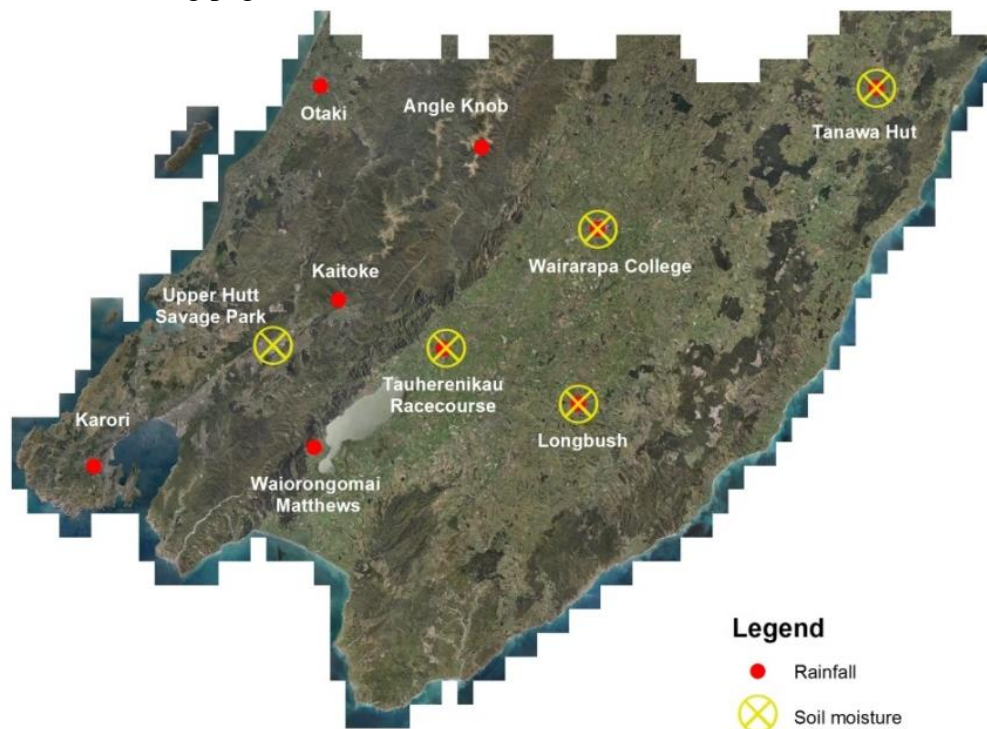 Otaki
Angle Knob
Tanawa Hut
Wairarapa College
Kaitoke
Upper Hutt
Savage Park
Tauherenikau
Racecourse
Karori
Longbush
Waiorongomai
Matthews
Legend
Rainfall
Soil moisture